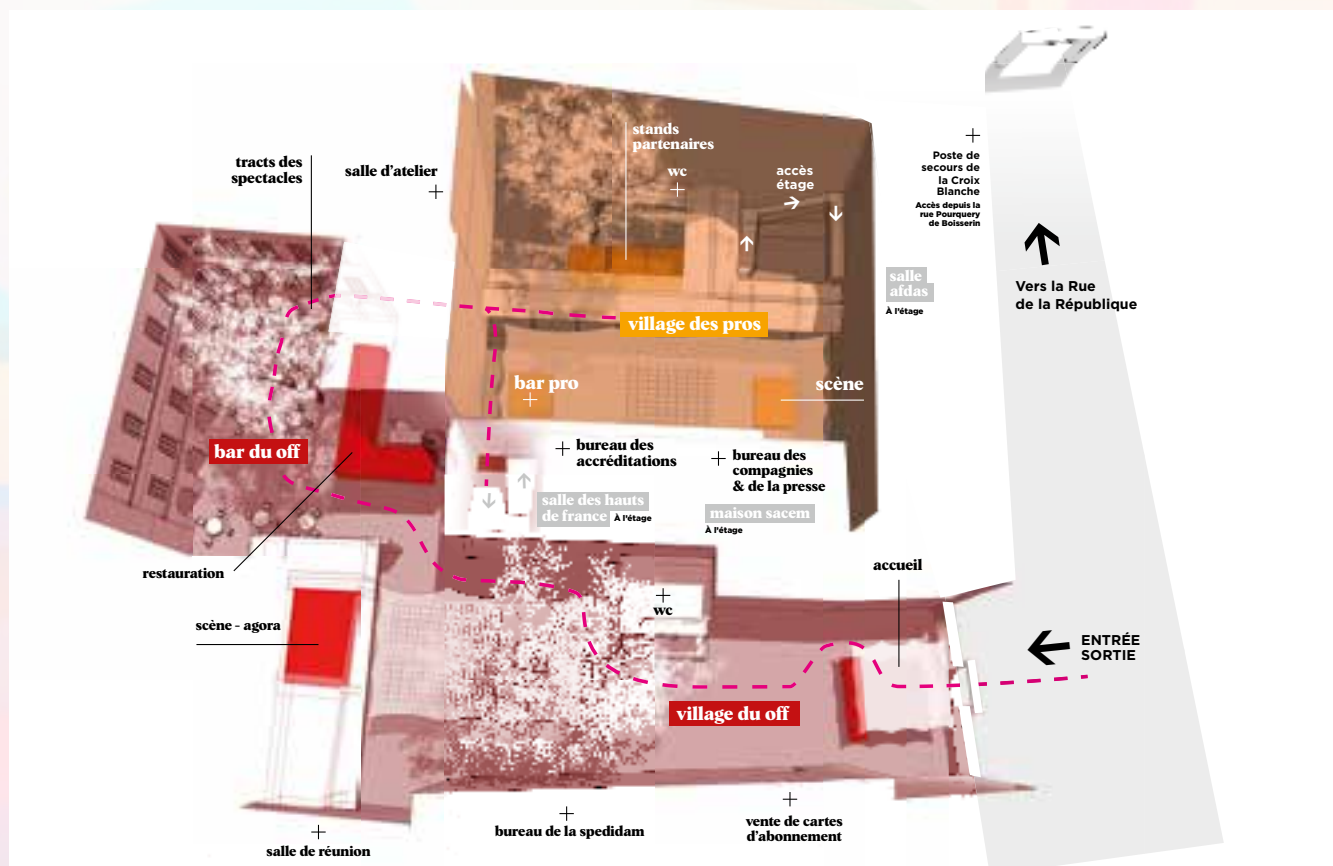 stands
partenaires
tracts des
spectacles
salle d'atelier
wc
accès
étage
Poste de
secours de
la Croix
Blanche
Accès depuis la
rue Pourquery
de Boisserin
salle
afdas
À l'étage
Vers la Rue
de la République
village des pros
bar pro
scène
bar du off
bureau des
accréditations
bureau des
compagnies
& de la presse
salle des hauts
de france À l'étage
maison sacem
À l'étage
restauration
accueil
wc
scène - agora
ENTRÉE
SORTIE
village du off
bureau de la spedidam
vente de cartes
d'abonnement
salle de réunion